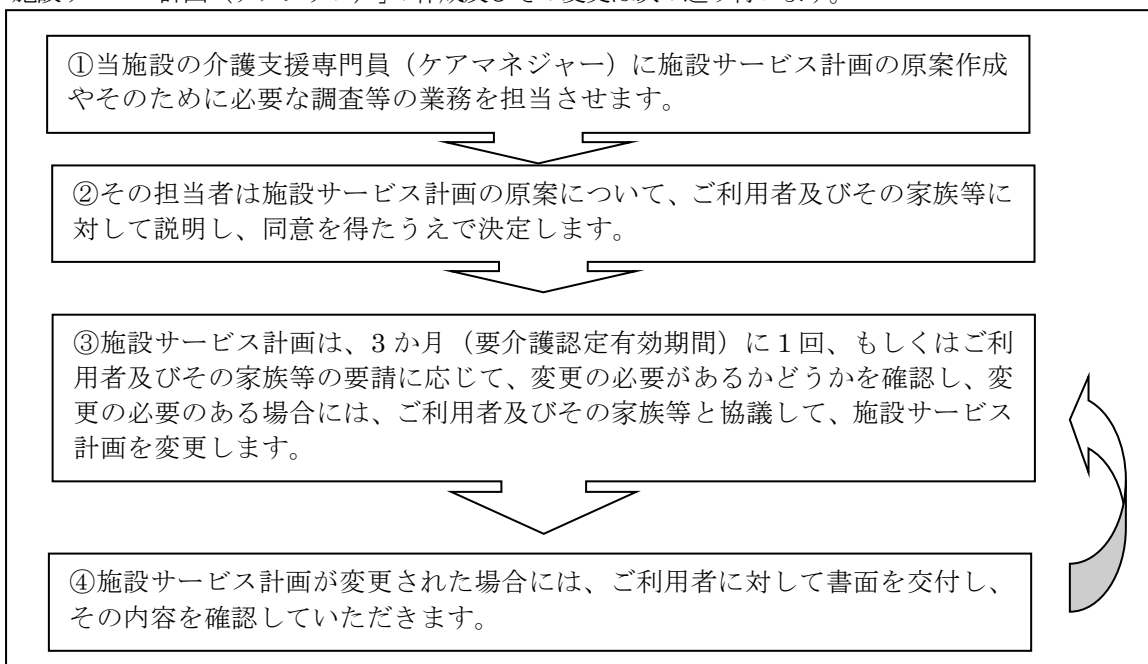 ①当施設の介護支援専門員（ケアマネジャー）に施設サービス計画の原案作成
やそのために必要な調査等の業務を担当させます。
②その担当者は施設サービス計画の原案について、ご利用者及びその家族等に
対して説明し、同意を得たうえで決定します。
③施設サービス計画は、3 か月（要介護認定有効期間）に 1 回、もしくはご利
用者及びその家族等の要請に応じて、変更の必要があるかどうかを確認し、変
更の必要のある場合には、ご利用者及びその家族等と協議して、施設サービス
計画を変更します。
④施設サービス計画が変更された場合には、ご利用者に対して書面を交付し、
その内容を確認していただきます。